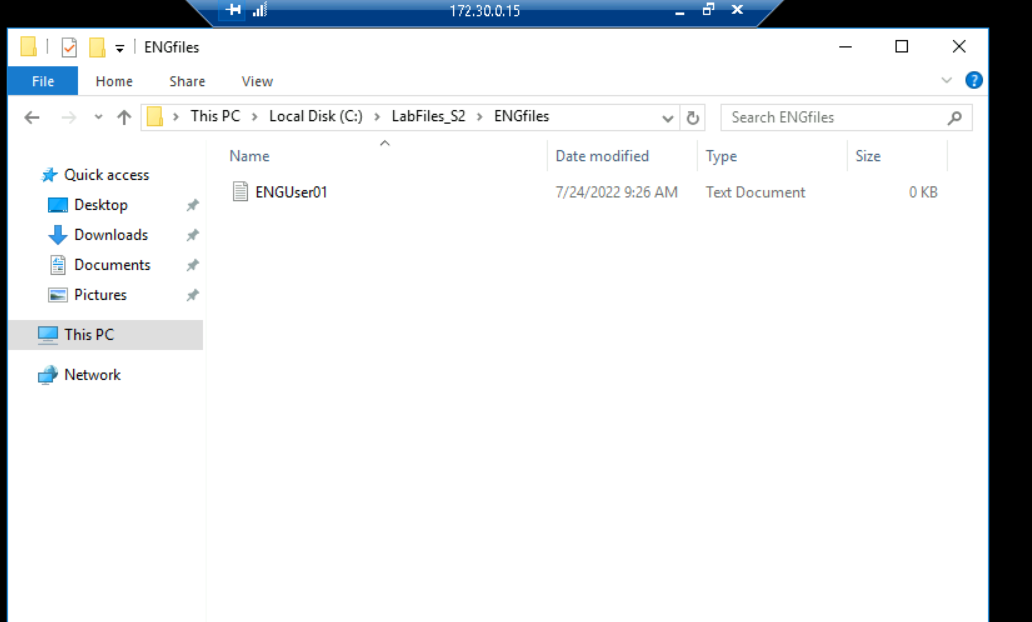 172.30.0.15
ENGfiles
File Home Share View
This PC Local Disk (C:) LabFiles_S2 ENGfiles Search ENGfiles
Name Date modified Type Size
Quick access
ENGUser01 7/24/2022 9:26 AM Text Document 0 KB
Desktop
Downloads
Documents
Pictures
This PC
Network